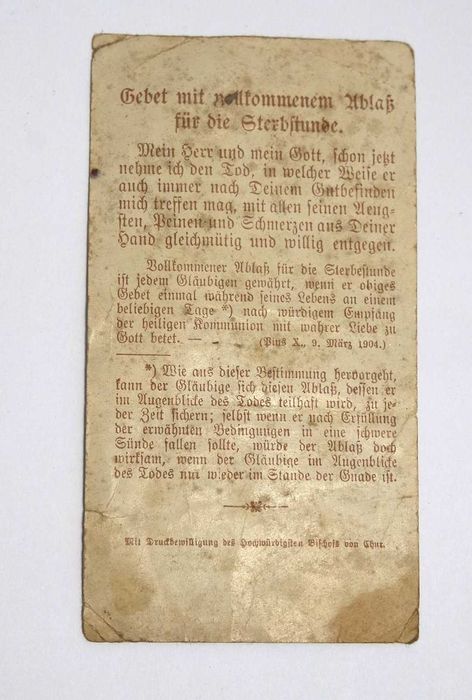 Gebet mit vollkommenem Ablaß
für die Sterbstunde.
Mein Herr und mein Gott, schon jetzt
nehme ich den Tod, in welcher Weise er
auch immer nach Deinem Gutbefinden
mich treffen mag, mit allen seinen Aeng-
sten, Peinen und Schmerzen aus Deiner
Hand gleichmütig und willig entgegen.
Vollkommener Ablaß für die Sterbestunde
ist jedem Gläubigen gewährt, wenn er obiges
Gebet einmal während seines Lebens an einem
beliebigen Tage *) nach würdigem Empfang
der heiligen Kommunion mit wahrer Liebe zu
Gott betet. — (Pius X., 9. März 1904.)
*) Wie aus dieser Bestimmung hervorgeht,
kann der Gläubige sich diesen Ablaß, dessen er
im Augenblicke des Todes teilhaft wird, zu je-
der Zeit sichern; selbst wenn er nach Erfüllung
der erwähnten Bedingungen in eine schwere
Sünde fallen sollte, würde der Ablaß doch
wirksam, wenn der Gläubige im Augenblicke
des Todes nur wieder im Stande der Gnade ist.
Mit Druckbewilligung des Hochwürdigsten Bischofs von Chur.